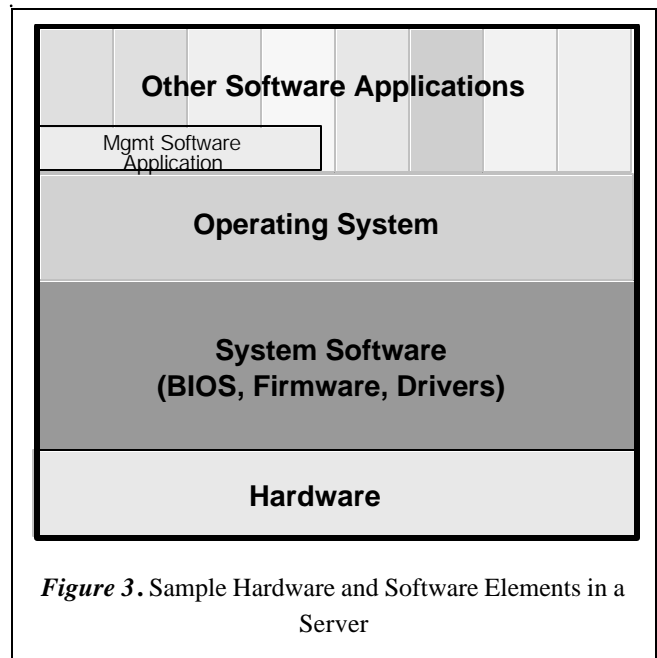 Other Software Applications
Mgmt Software
Application
Operating System
System Software
(BIOS, Firmware, Drivers)
Hardware
Figure 3. Sample Hardware and Software Elements in a
Server